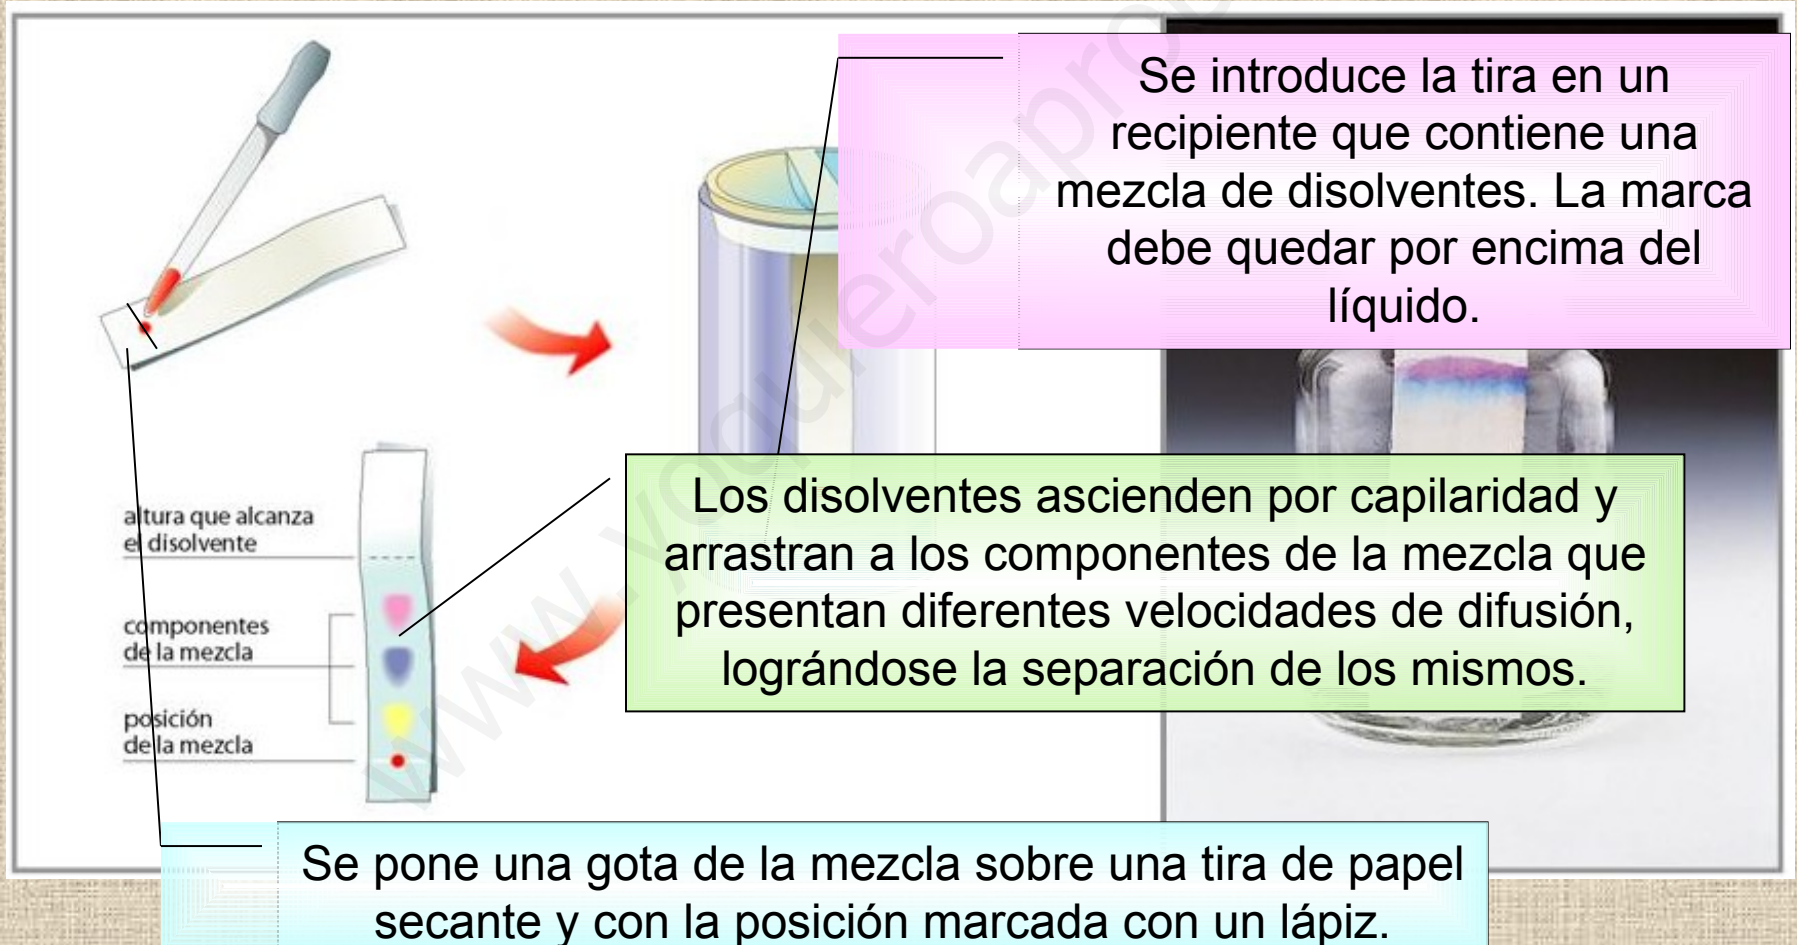 Se introduce la tira en un
recipiente que contiene una
mezcla de disolventes. La marca
debe quedar por encima del
líquido.
Los disolventes ascienden por capilaridad y
arrastran a los componentes de la mezcla que
presentan diferentes velocidades de difusión,
lográndose la separación de los mismos.
altura que alcanza
el disolvente
componentes
de la mezcla
posición
de la mezcla
Se pone una gota de la mezcla sobre una tira de papel
secante y con la posición marcada con un lápiz.